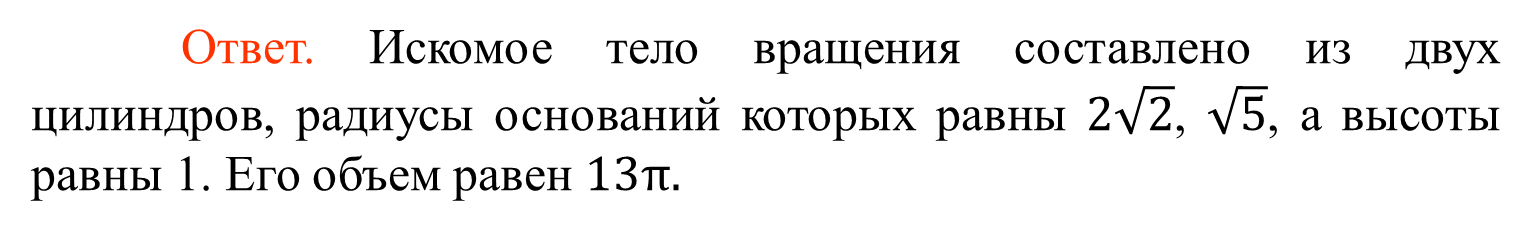 Ответ. Искомое тело вращения составлено из двух
цилиндров, радиусы оснований которых равны 2√2, √5, а высоты
равны 1. Его объем равен 13π.